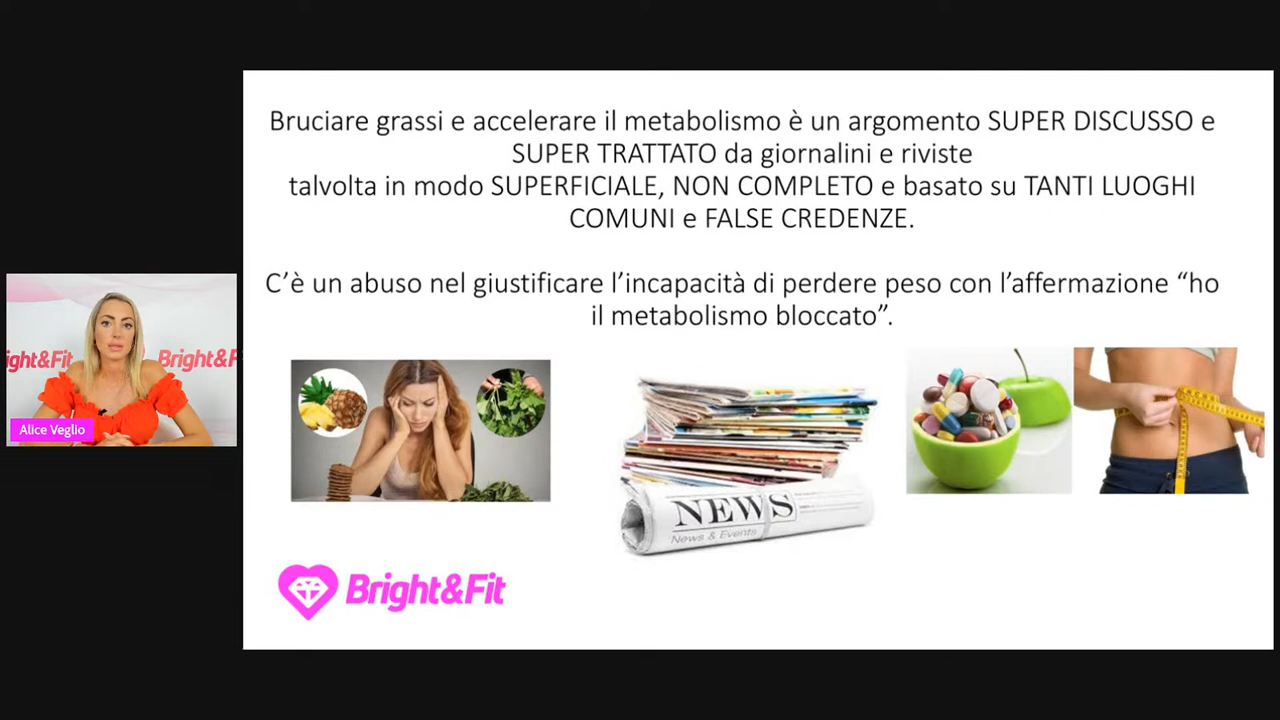 Bruciare grassi e accelerare il metabolismo è un argomento SUPER DISCUSSO e
SUPER TRATTATO da giornalini e riviste
talvolta in modo SUPERFICIALE, NON COMPLETO e basato su TANTI LUOGHI
COMUNI e FALSE CREDENZE.
C’è un abuso nel giustificare l’incapacità di perdere peso con l’affermazione “ho
il metabolismo bloccato”.
ight&Fit
Bright&F
Alice Veglio
NEWS
News & Events
Bright&Fit